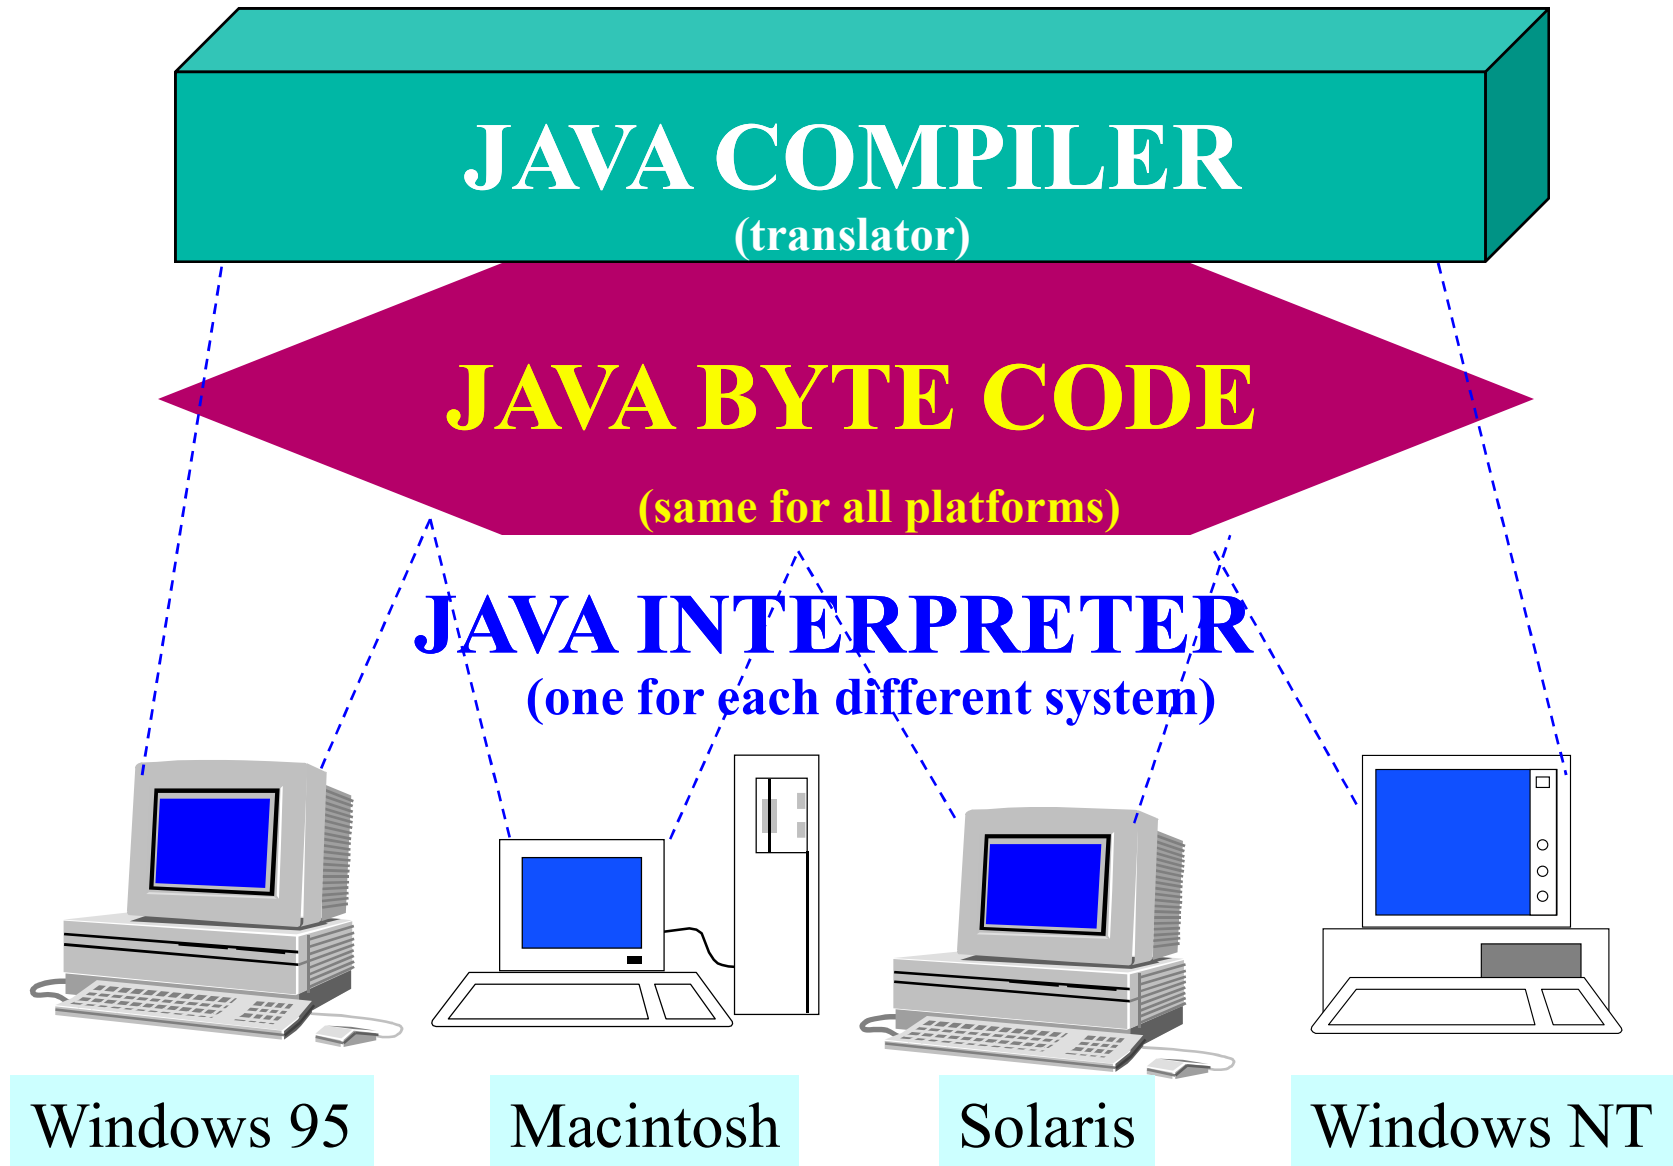 JAVA COMPILER
(translator)
JAVA BYTE CODE
(same for all platforms)
JAVA INTERPRETER
(one for each different system)
Windows 95
Macintosh
Solaris
Windows NT